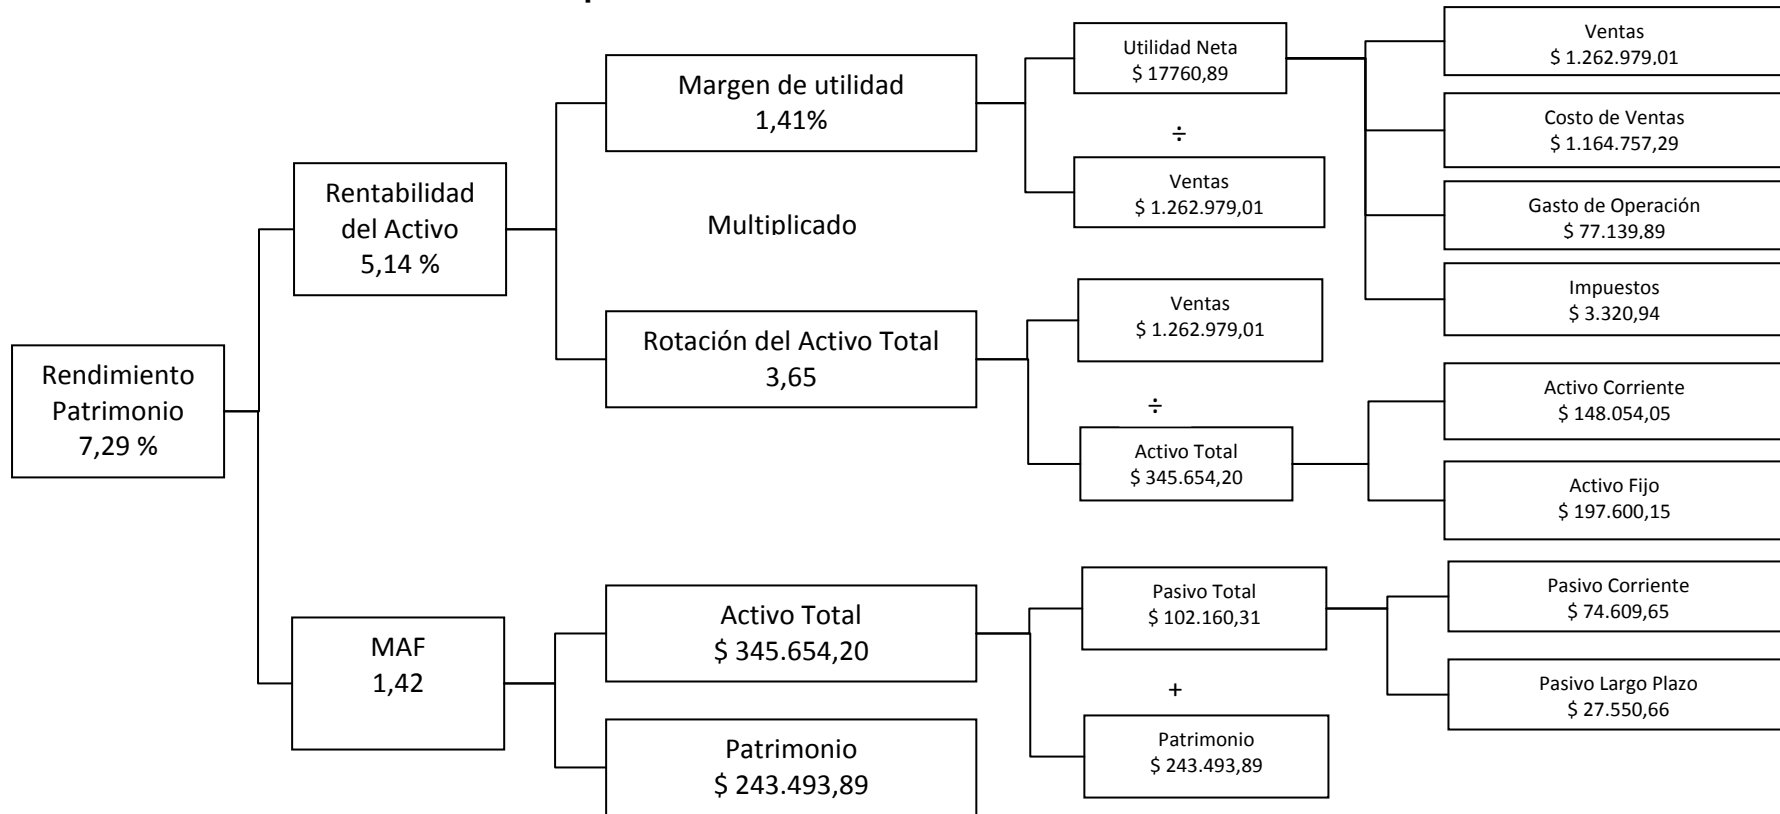 Rendimiento
Patrimonio
7,29 %
Rentabilidad
del Activo
5,14 %
MAF
1,42
Margen de utilidad
1,41%
Multiplicado
Rotación del Activo Total
3,65
Activo Total
$ 345.654,20
Patrimonio
$ 243.493,89
Utilidad Neta
$ 17760,89
÷
Ventas
$ 1.262.979,01
Ventas
$ 1.262.979,01
÷
Activo Total
$ 345.654,20
Pasivo Total
$ 102.160,31
+
Patrimonio
$ 243.493,89
Ventas
$ 1.262.979,01
Costo de Ventas
$ 1.164.757,29
Gasto de Operación
$ 77.139,89
Impuestos
$ 3.320,94
Activo Corriente
$ 148.054,05
Activo Fijo
$ 197.600,15
Pasivo Corriente
$ 74.609,65
Pasivo Largo Plazo
$ 27.550,66